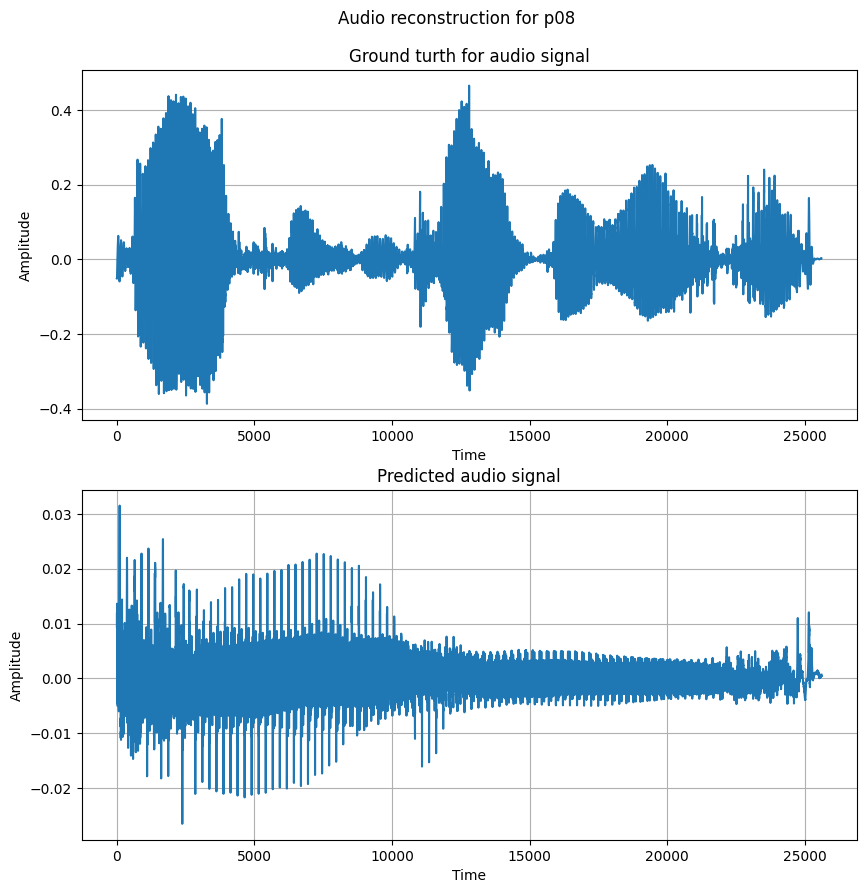 Audio reconstruction for p08
Ground turth for audio signal
0.4
0.2
0.0
−0.2
−0.4
Amplitude
0 5000 10000 15000 20000 25000
Time
Predicted audio signal
0.03
0.02
0.01
0.00
−0.01
−0.02
Amplitude
0 5000 10000 15000 20000 25000
Time